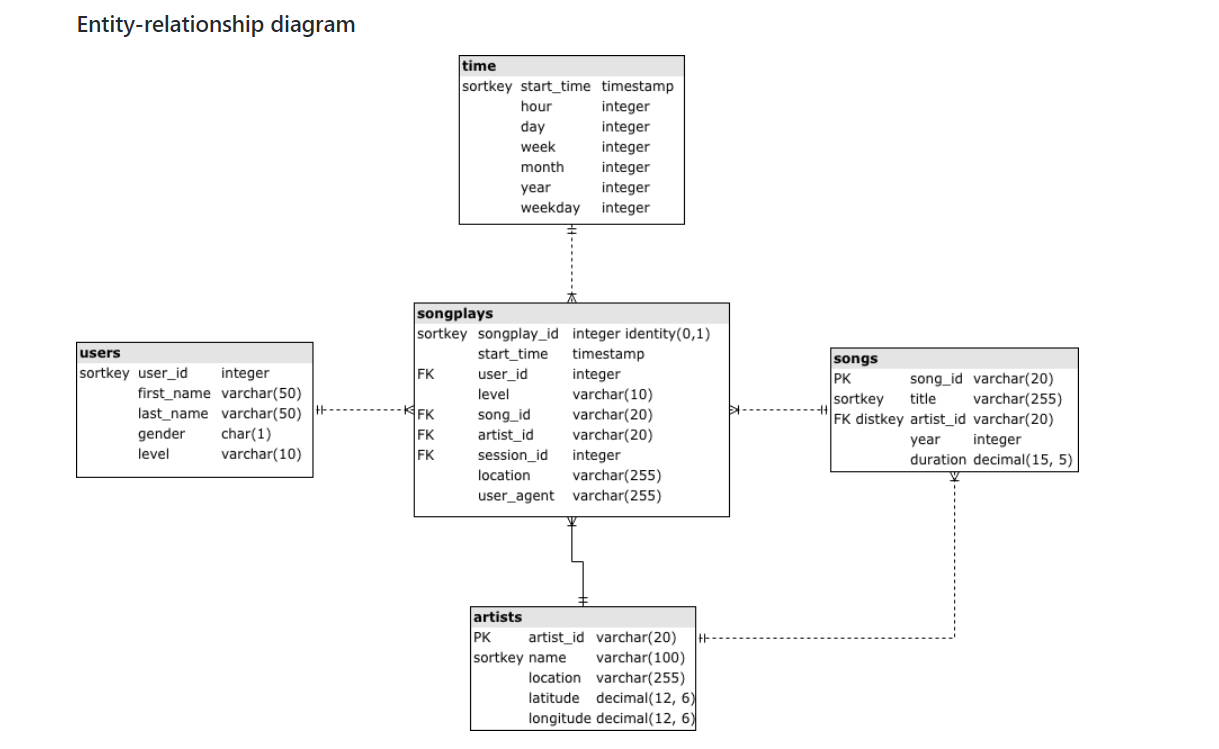 Entity-relationship diagram
time
sortkey start_time timestamp
hour integer
day integer
week integer
month integer
year integer
weekday integer
songplays
sortkey songplay_id integer identity(0,1)
start_time timestamp
FK user_id integer
level varchar(10)
FK song_id varchar(20)
FK artist_id varchar(20)
FK session_id integer
location varchar(255)
user_agent varchar(255)
users
sortkey user_id integer
first_name varchar(50)
last_name varchar(50)
gender char(1)
level varchar(10)
songs
PK song_id varchar(20)
sortkey title varchar(255)
FK distkey artist_id varchar(20)
year integer
duration decimal(15, 5)
artists
PK artist_id varchar(20)
sortkey name varchar(100)
location varchar(255)
latitude decimal(12, 6)
longitude decimal(12, 6)